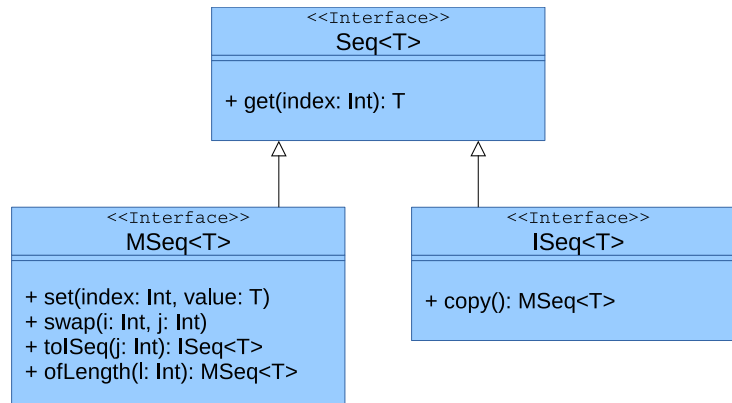 <<Interface>>
Seq<T>
+ get(index: Int): T
<<Interface>>
MSeq<T>
+ set(index: Int, value: T)
+ swap(i: Int, j: Int)
+ toISeq(j: Int): ISeq<T>
+ ofLength(l: Int): MSeq<T>
<<Interface>>
ISeq<T>
+ copy(): MSeq<T>